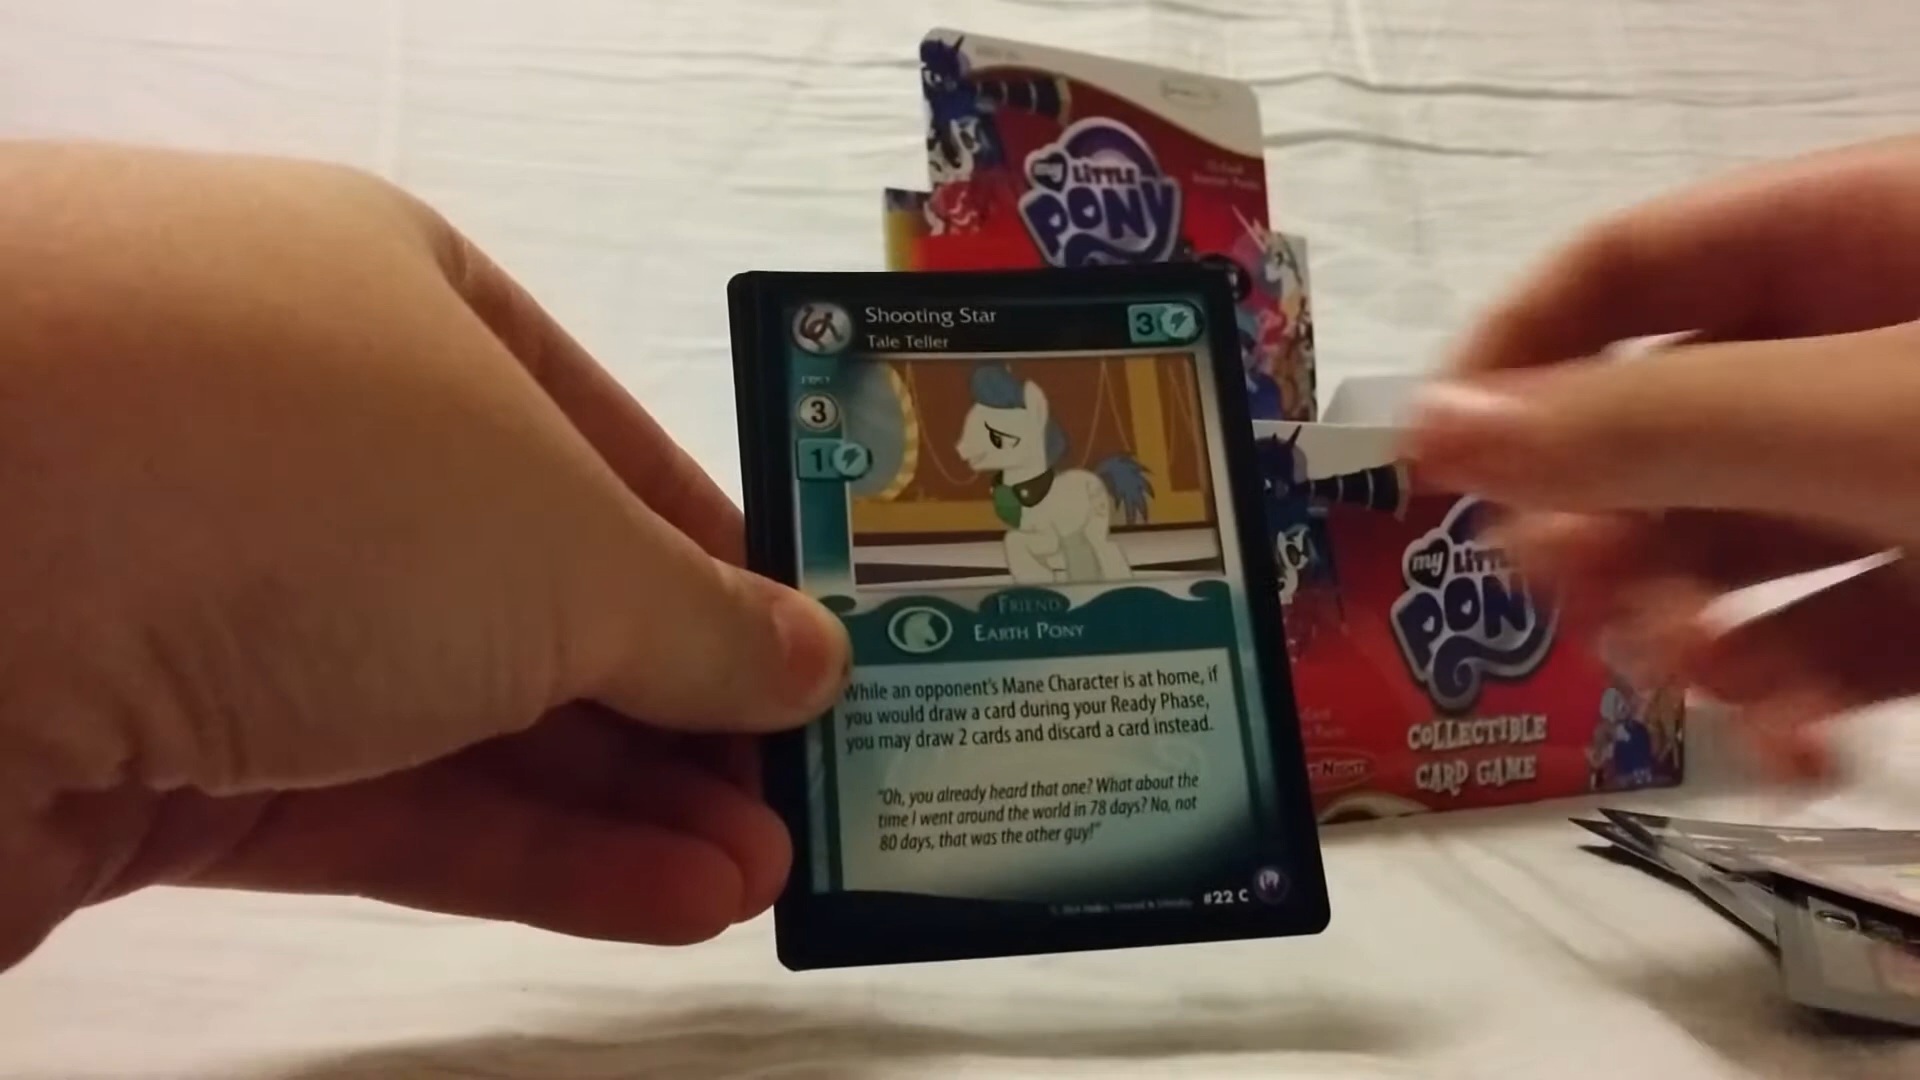 my
LiTTLE
PONY
Shooting Star
Tale Teller
3
COST
3
1
FRIEND
EARTH PONY
While an opponent's Mane Character is at home, if
you would draw a card during your Ready Phase,
you may draw 2 cards and discard a card instead.
"Oh, you already heard that one? What about the
time I went around the world in 78 days? No, not
80 days, that was the other guy!"
#22 C
my
LiTTL
PONY
COLLECTIBLE
CARD GAME